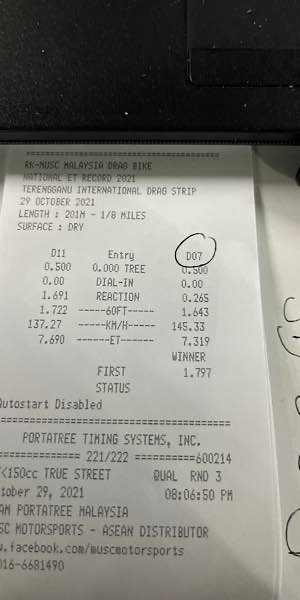 RK-NUSC MALAYSIA DRAG BIKE
NATIONAL ET RECORD 2021
TERENGGANU INTERNATIONAL DRAG STRIP
29 OCTOBER 2021
LENGTH : 201M - 1/8 MILES
SURFACE : DRY
D11 Entry D07
0.500 0.000 TREE 0.500
0.00 DIAL-IN 0.00
1.691 REACTION 0.265
1.722 -----60FT----- 1.643
137.27 -----KM/H----- 145.33
7.690 ------ET------ 7.319
WINNER
FIRST 1.797
STATUS
Autostart Disabled
PORTATREE TIMING SYSTEMS, INC.
============= 221/222 ==========600214
<150cc TRUE STREET QUAL RND 3
tober 29, 2021 08:06:50 PM
AM PORTATREE MALAYSIA
SC MOTORSPORTS - ASEAN DISTRIBUTOR
.facebook.com/muscmotorsports
016-6681490